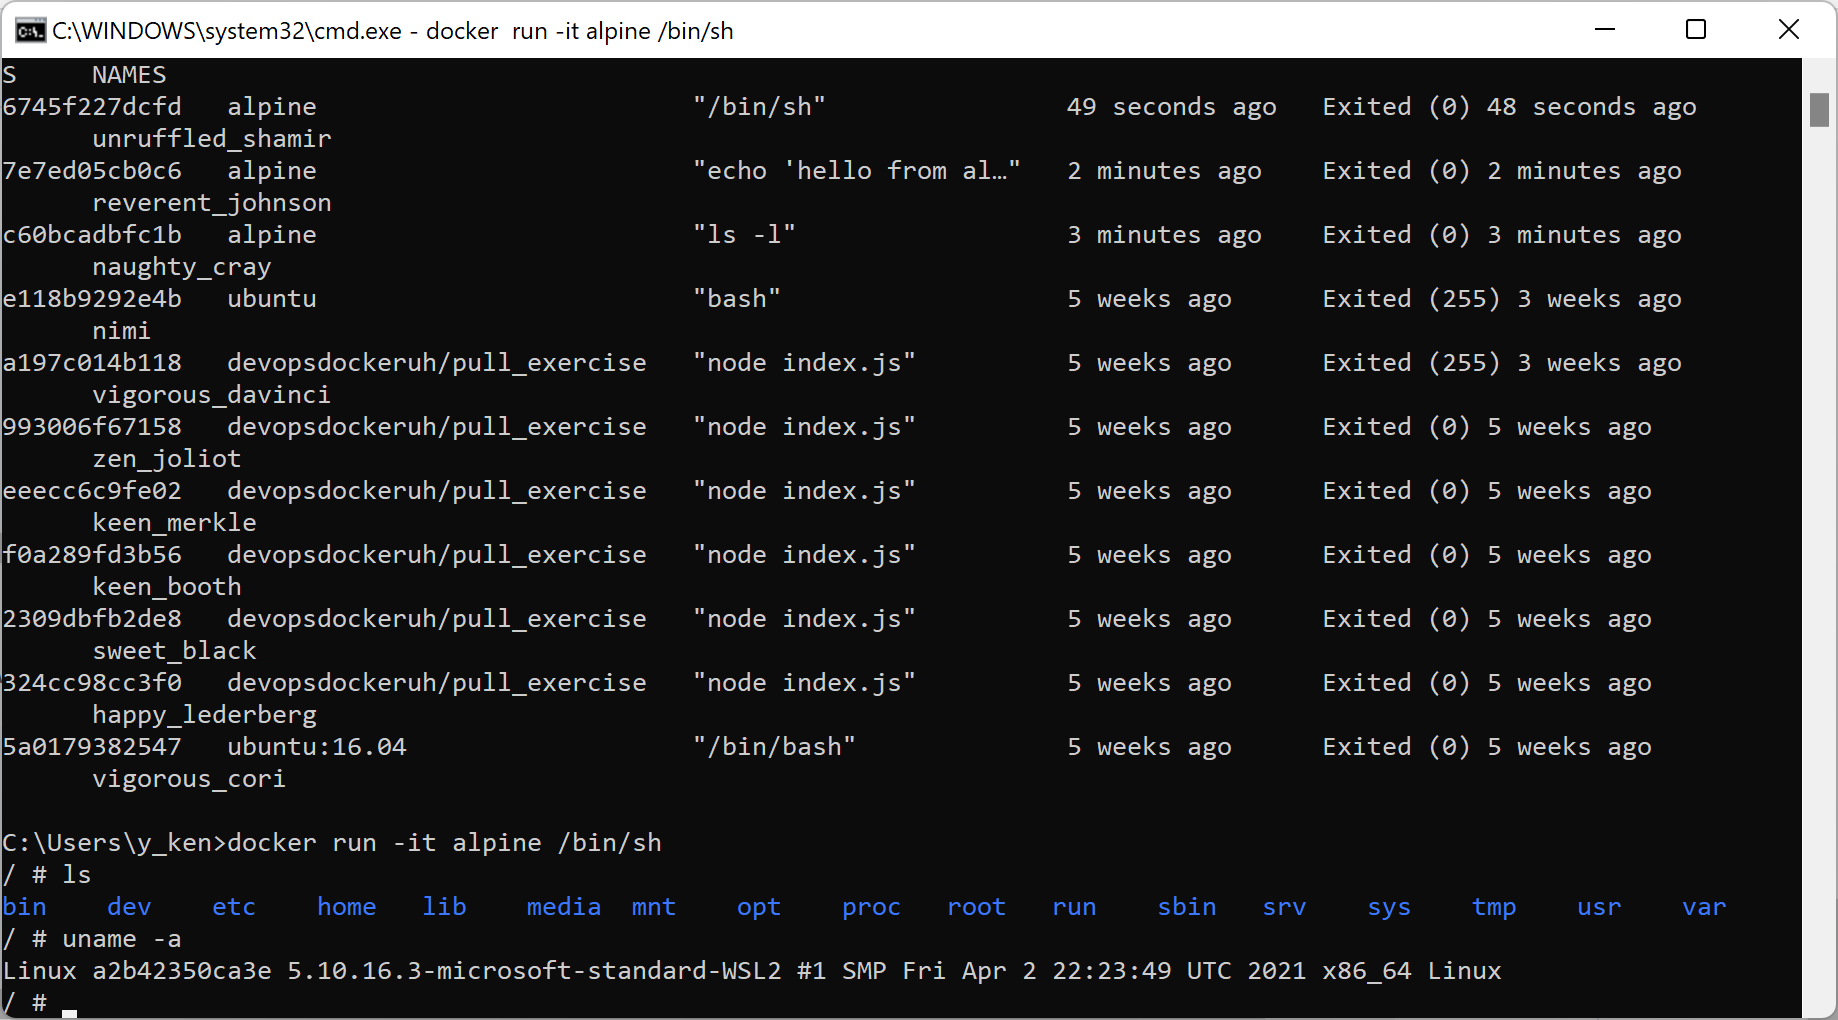 C:\WINDOWS\system32\cmd.exe - docker  run -it alpine /bin/sh
S     NAMES
6745f227dcfd   alpine                         "/bin/sh"                49 seconds ago   Exited (0) 48 seconds ago
      unruffled_shamir
7e7ed05cb0c6   alpine                         "echo 'hello from al…"   2 minutes ago    Exited (0) 2 minutes ago
      reverent_johnson
c60bcadbfc1b   alpine                         "ls -l"                  3 minutes ago    Exited (0) 3 minutes ago
      naughty_cray
e118b9292e4b   ubuntu                         "bash"                   5 weeks ago      Exited (255) 3 weeks ago
      nimi
a197c014b118   devopsdockeruh/pull_exercise   "node index.js"          5 weeks ago      Exited (255) 3 weeks ago
      vigorous_davinci
993006f67158   devopsdockeruh/pull_exercise   "node index.js"          5 weeks ago      Exited (0) 5 weeks ago
      zen_joliot
eeecc6c9fe02   devopsdockeruh/pull_exercise   "node index.js"          5 weeks ago      Exited (0) 5 weeks ago
      keen_merkle
f0a289fd3b56   devopsdockeruh/pull_exercise   "node index.js"          5 weeks ago      Exited (0) 5 weeks ago
      keen_booth
2309dbfb2de8   devopsdockeruh/pull_exercise   "node index.js"          5 weeks ago      Exited (0) 5 weeks ago
      sweet_black
324cc98cc3f0   devopsdockeruh/pull_exercise   "node index.js"          5 weeks ago      Exited (0) 5 weeks ago
      happy_lederberg
5a0179382547   ubuntu:16.04                   "/bin/bash"              5 weeks ago      Exited (0) 5 weeks ago
      vigorous_cori
C:\Users\y_ken>docker run -it alpine /bin/sh
/ # ls
bin    dev    etc    home   lib    media  mnt    opt    proc   root   run    sbin   srv    sys    tmp    usr    var
/ # uname -a
Linux a2b42350ca3e 5.10.16.3-microsoft-standard-WSL2 #1 SMP Fri Apr 2 22:23:49 UTC 2021 x86_64 Linux
/ #